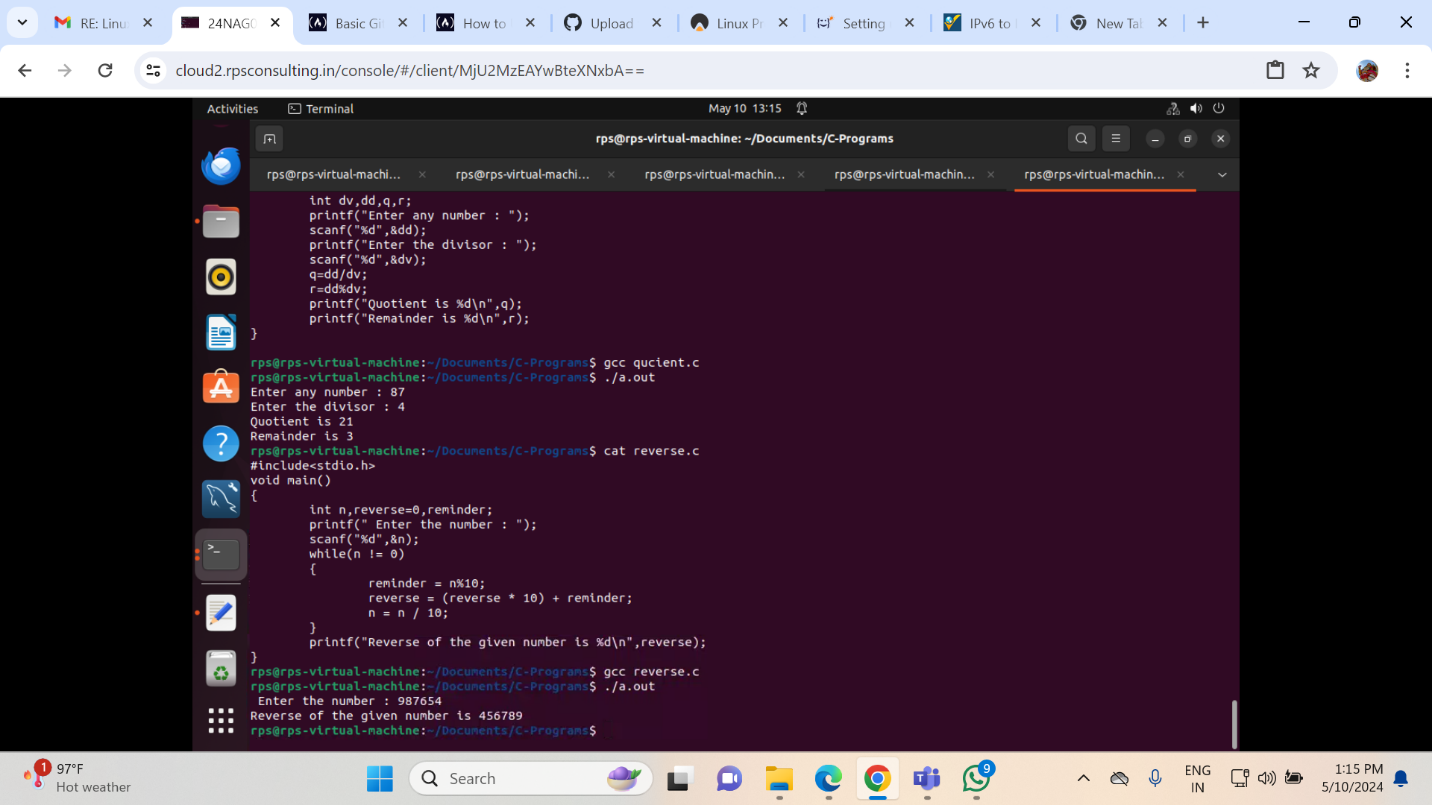 RE: Linu
24NAG
Basic Gi
How to
Upload
Linux Pr
Setting
IPv6 to
New Tab
cloud2.rpsconsulting.in/console/#/client/MjU2MzEAYwBteXNxbA==
Activities
Terminal
May 10 13:15
rps@rps-virtual-machine: ~/Documents/C-Programs
rps@rps-virtual-machi...
rps@rps-virtual-machi...
rps@rps-virtual-machin...
rps@rps-virtual-machin...
rps@rps-virtual-machin...
int dv,dd,q,r;
printf("Enter any number : ");
scanf("%d",&dd);
printf("Enter the divisor : ");
scanf("%d",&dv);
q=dd/dv;
r=dd%dv;
printf("Quotient is %d\n",q);
printf("Remainder is %d\n",r);
}
rps@rps-virtual-machine:~/Documents/C-Programs$ gcc qucient.c
rps@rps-virtual-machine:~/Documents/C-Programs$ ./a.out
Enter any number : 87
Enter the divisor : 4
Quotient is 21
Remainder is 3
rps@rps-virtual-machine:~/Documents/C-Programs$ cat reverse.c
#include<stdio.h>
void main()
{
int n,reverse=0,reminder;
printf(" Enter the number : ");
scanf("%d",&n);
while(n != 0)
{
reminder = n%10;
reverse = (reverse * 10) + reminder;
n = n / 10;
}
printf("Reverse of the given number is %d\n",reverse);
}
rps@rps-virtual-machine:~/Documents/C-Programs$ gcc reverse.c
rps@rps-virtual-machine:~/Documents/C-Programs$ ./a.out
Enter the number : 987654
Reverse of the given number is 456789
rps@rps-virtual-machine:~/Documents/C-Programs$
1
97°F
Hot weather
Search
9
ENG
IN
1:15 PM
5/10/2024